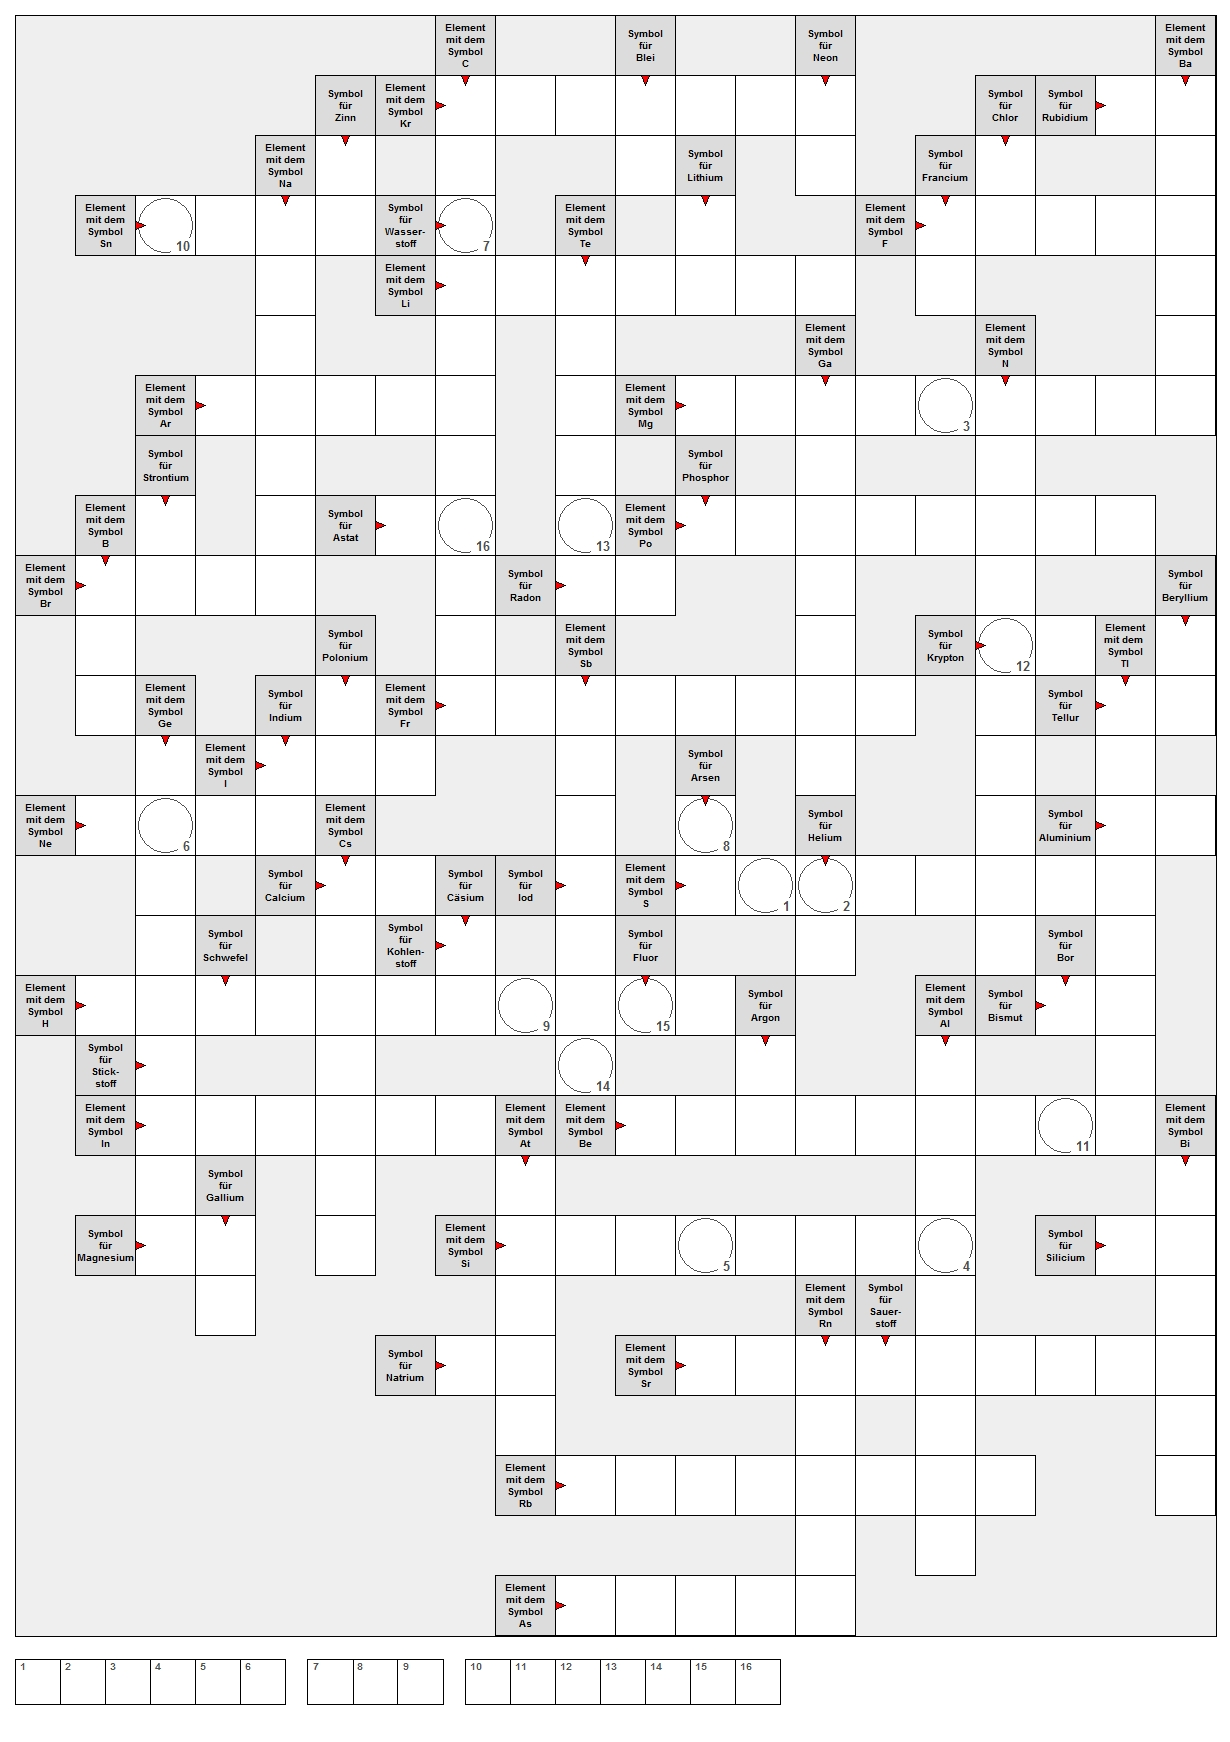 Element
mit dem
Symbol
C
Symbol
für
Blei
Symbol
für
Neon
Element
mit dem
Symbol
Ba
Symbol
für
Zinn
Element
mit dem
Symbol
Kr
Symbol
für
Chlor
Symbol
für
Rubidium
Element
mit dem
Symbol
Na
Symbol
für
Lithium
Symbol
für
Francium
Element
mit dem
Symbol
Sn
10
Symbol
für
Wasser-
stoff
7
Element
mit dem
Symbol
Te
Element
mit dem
Symbol
F
Element
mit dem
Symbol
Li
Element
mit dem
Symbol
Ga
Element
mit dem
Symbol
N
Element
mit dem
Symbol
Ar
Element
mit dem
Symbol
Mg
3
Symbol
für
Strontium
Symbol
für
Phosphor
Element
mit dem
Symbol
B
Symbol
für
Astat
16
13
Element
mit dem
Symbol
Po
Element
mit dem
Symbol
Br
Symbol
für
Radon
Symbol
für
Beryllium
Symbol
für
Polonium
Element
mit dem
Symbol
Sb
Symbol
für
Krypton
12
Element
mit dem
Symbol
Tl
Element
mit dem
Symbol
Ge
Symbol
für
Indium
Element
mit dem
Symbol
Fr
Symbol
für
Tellur
Element
mit dem
Symbol
I
Symbol
für
Arsen
Element
mit dem
Symbol
Ne
6
Element
mit dem
Symbol
Cs
8
Symbol
für
Helium
Symbol
für
Aluminium
Symbol
für
Calcium
Symbol
für
Cäsium
Symbol
für
Iod
Element
mit dem
Symbol
S
1
2
Symbol
für
Schwefel
Symbol
für
Kohlen-
stoff
Symbol
für
Fluor
Symbol
für
Bor
Element
mit dem
Symbol
H
9
15
Symbol
für
Argon
Element
mit dem
Symbol
Al
Symbol
für
Bismut
Symbol
für
Stick-
stoff
14
Element
mit dem
Symbol
In
Element
mit dem
Symbol
At
Element
mit dem
Symbol
Be
11
Element
mit dem
Symbol
Bi
Symbol
für
Gallium
Symbol
für
Magnesium
Element
mit dem
Symbol
Si
5
4
Symbol
für
Silicium
Element
mit dem
Symbol
Rn
Symbol
für
Sauer-
stoff
Symbol
für
Natrium
Element
mit dem
Symbol
Sr
Element
mit dem
Symbol
Rb
Element
mit dem
Symbol
As
1 2 3 4 5 6 7 8 9 10 11 12 13 14 15 16